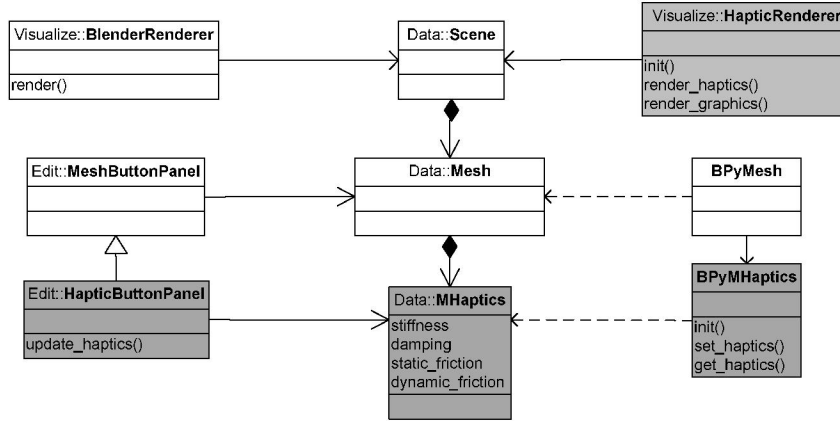 Visualize::BlenderRenderer
render()
Data::Scene
Visualize::HapticRenderer
init()
render_haptics()
render_graphics()
Edit::MeshButtonPanel
Data::Mesh
BPyMesh
Edit::HapticButtonPanel
update_haptics()
Data::MHaptics
stiffness
damping
static_friction
dynamic_friction
BPyMHaptics
init()
set_haptics()
get_haptics()